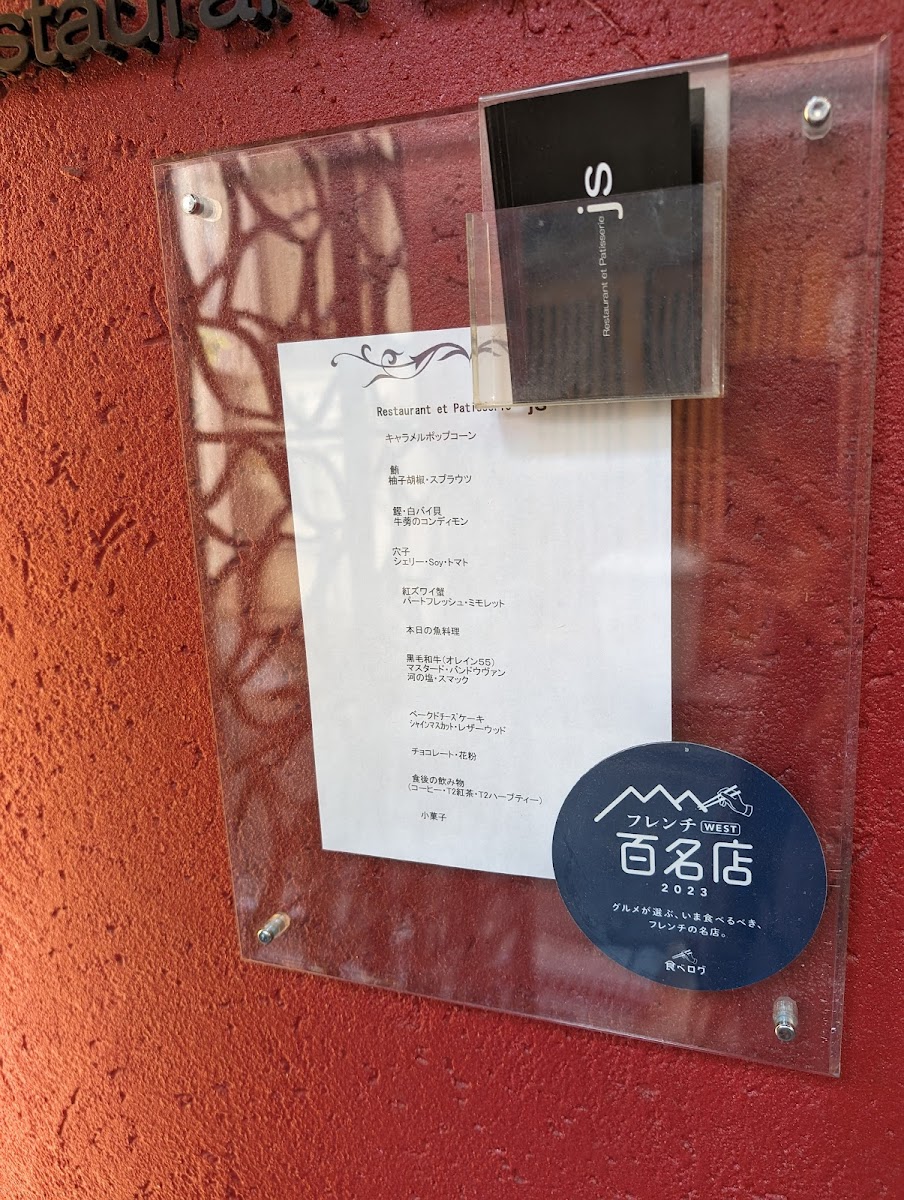 js
Restaurant et Patisserie
Restaurant et Patisserie js
キャラメルポップコーン
鮪
柚子胡椒・スプラウツ
鰹・白バイ貝
牛蒡のコンディモン
穴子
シェリー・Soy・トマト
紅ズワイ蟹
パートフレッシュ・ミモレット
本日の魚料理
黒毛和牛(オレイン55)
マスタード・バンドウヴァン
河の塩・スマック
ベークドチーズケーキ
シャインマスカット・レザーウッド
チョコレート・花粉
食後の飲み物
(コーヒー・T2紅茶・T2ハーブティー)
小菓子
フレンチ WEST
百名店
2023
グルメが選ぶ、いま食べるべき、
フレンチの名店。
食べログ